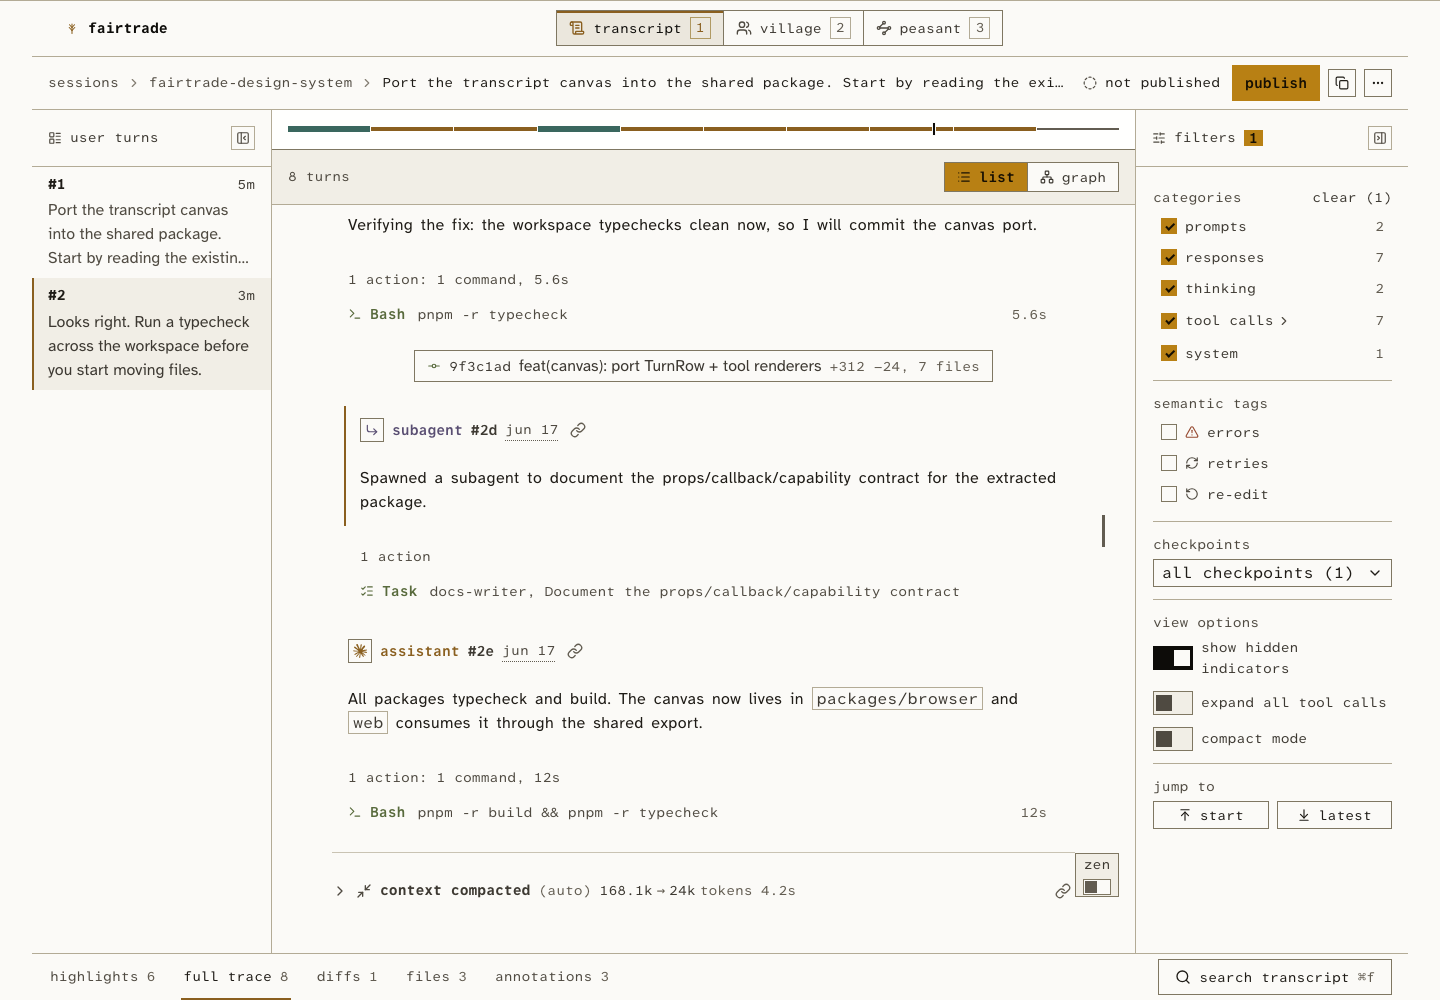 fairtrade
transcript 1
village 2
peasant 3
sessions > fairtrade-design-system > Port the transcript canvas into the shared package. Start by reading the exi…
not published
publish
user turns
#1 5m
Port the transcript canvas
into the shared package.
Start by reading the existin…
#2 3m
Looks right. Run a typecheck
across the workspace before
you start moving files.
8 turns
list
graph
Verifying the fix: the workspace typechecks clean now, so I will commit the canvas port.
1 action: 1 command, 5.6s
Bash pnpm -r typecheck 5.6s
9f3c1ad feat(canvas): port TurnRow + tool renderers +312 −24, 7 files
subagent #2d jun 17
Spawned a subagent to document the props/callback/capability contract for the extracted
package.
1 action
Task docs-writer, Document the props/callback/capability contract
assistant #2e jun 17
All packages typecheck and build. The canvas now lives in packages/browser and
web consumes it through the shared export.
1 action: 1 command, 12s
Bash pnpm -r build && pnpm -r typecheck 12s
zen
context compacted (auto) 168.1k→24k tokens 4.2s
filters 1
categories clear (1)
prompts 2
responses 7
thinking 2
tool calls > 7
system 1
semantic tags
errors
retries
re-edit
checkpoints
all checkpoints (1)
view options
show hidden
indicators
expand all tool calls
compact mode
jump to
start
latest
highlights 6
full trace 8
diffs 1
files 3
annotations 3
search transcript ⌘f